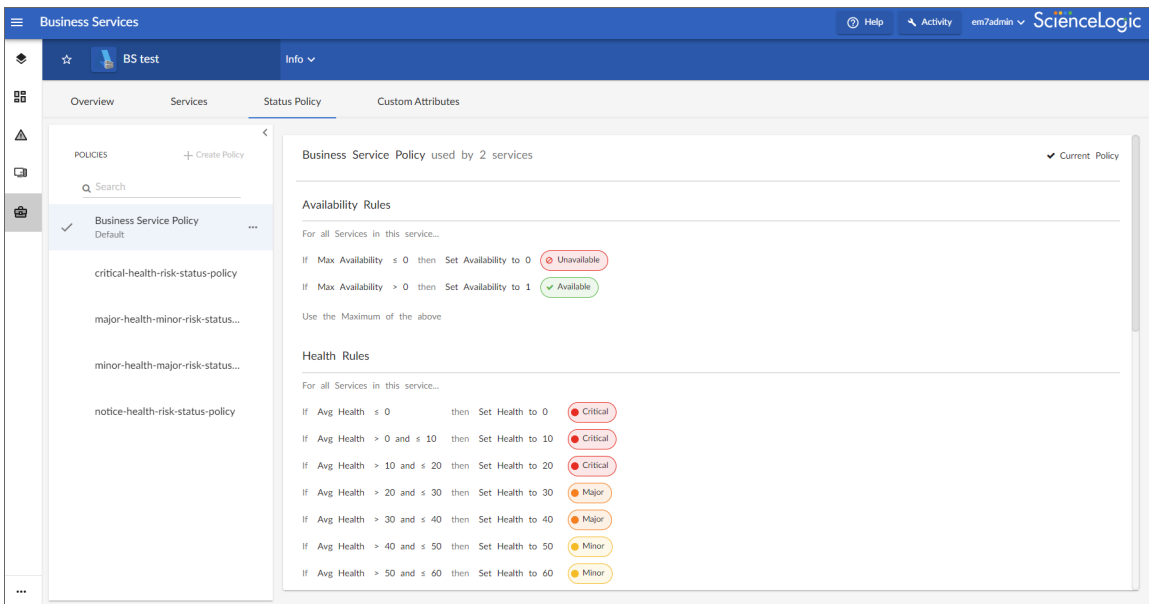 Business Services
Help
Activity
em7admin
ScienceLogic
BS test
Info
Overview
Services
Status Policy
Custom Attributes
POLICIES
+ Create Policy
Search
Business Service Policy
Default
...
critical-health-risk-status-policy
major-health-minor-risk-status...
minor-health-major-risk-status...
notice-health-risk-status-policy
...
Business Service Policy used by 2 services
Current Policy
Availability Rules
For all Services in this service...
If Max Availability ≤ 0 then Set Availability to 0 Unavailable
If Max Availability > 0 then Set Availability to 1 Available
Use the Maximum of the above
Health Rules
For all Services in this service...
If Avg Health ≤ 0 then Set Health to 0 Critical
If Avg Health > 0 and ≤ 10 then Set Health to 10 Critical
If Avg Health > 10 and ≤ 20 then Set Health to 20 Critical
If Avg Health > 20 and ≤ 30 then Set Health to 30 Major
If Avg Health > 30 and ≤ 40 then Set Health to 40 Major
If Avg Health > 40 and ≤ 50 then Set Health to 50 Minor
If Avg Health > 50 and ≤ 60 then Set Health to 60 Minor